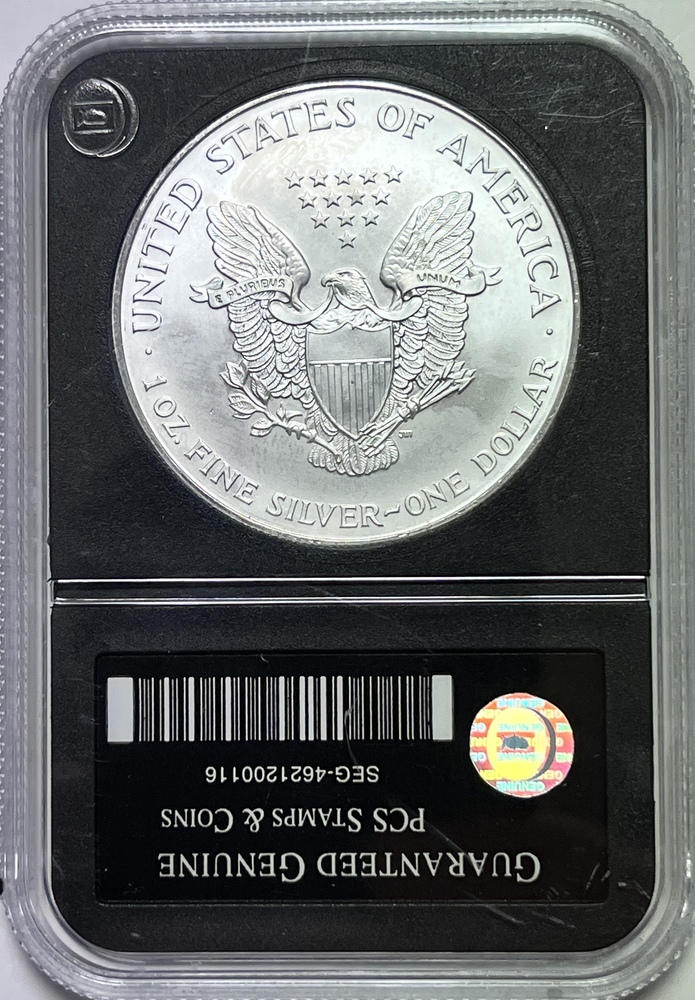 UNITED STATES OF AMERICA
E PLURIBUS UNUM
1 OZ. FINE SILVER~ONE DOLLAR
GUARANTEED GENUINE
PCS STAMPS & COINS
SEG-4621200116
GENUINE